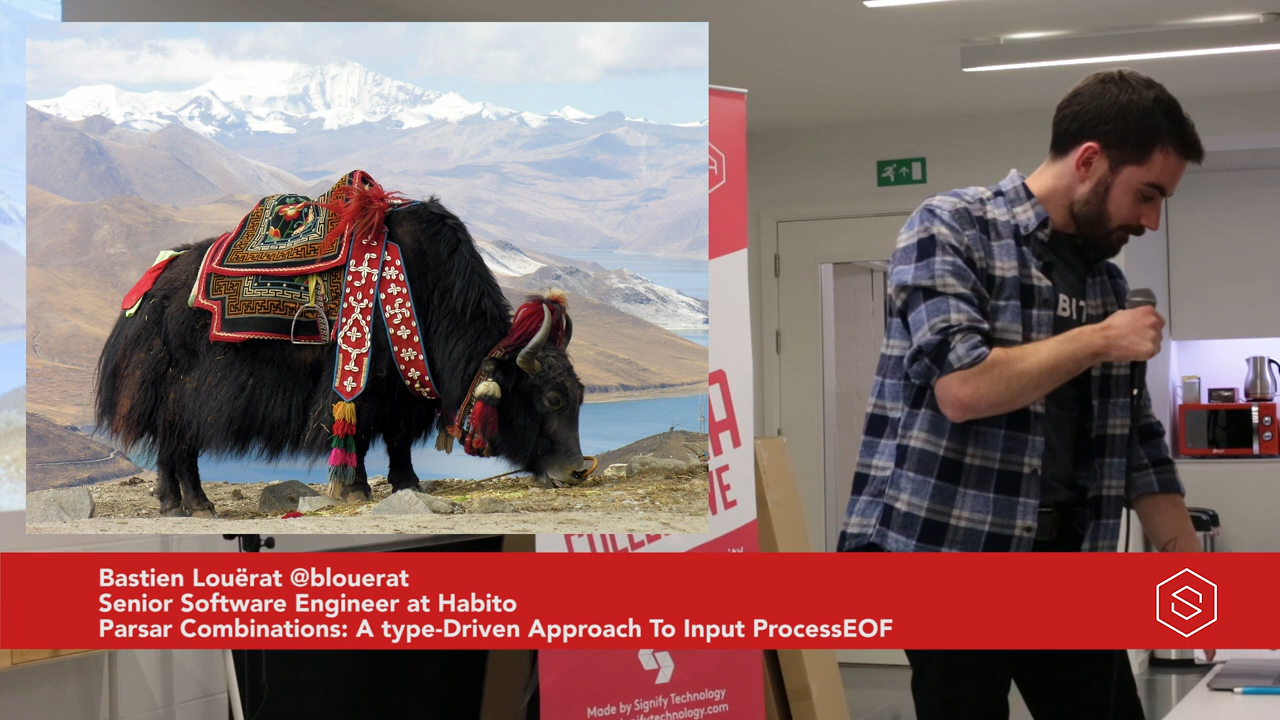 Bastien Louërat @blouerat
Senior Software Engineer at Habito
Parsar Combinations: A type-Driven Approach To Input ProcessEOF
Made by Signify Technology